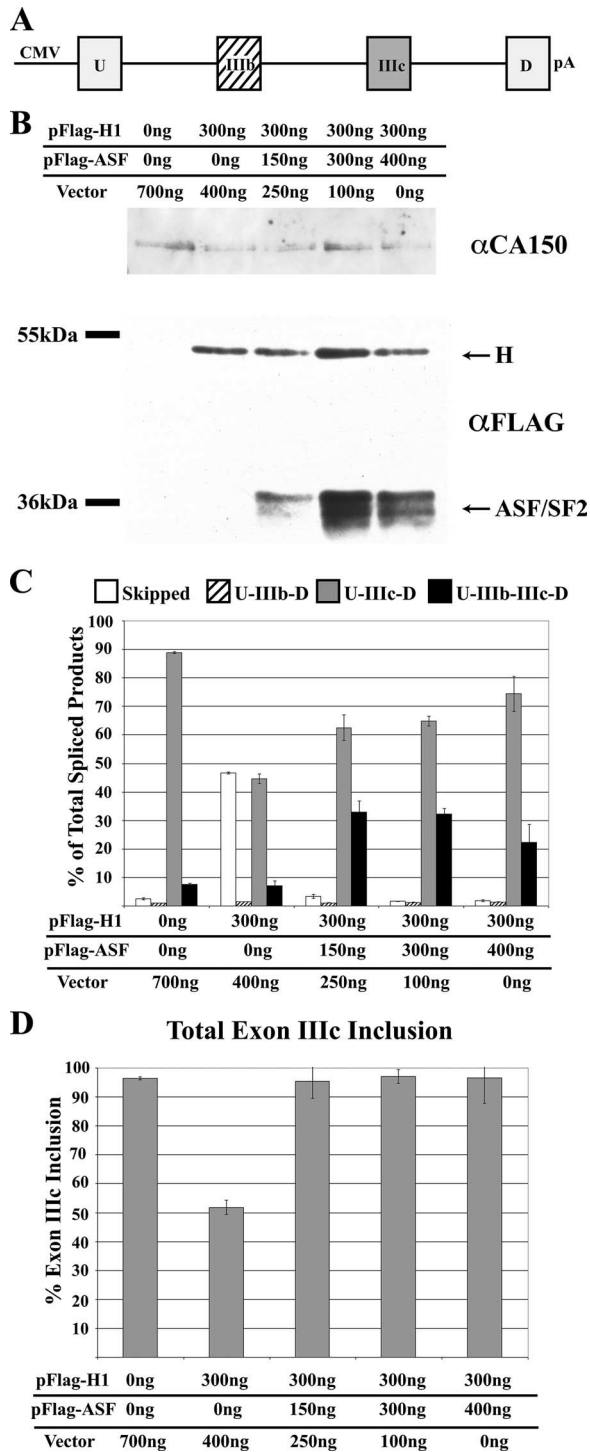 A
CMV U IIIb IIIc D pA
B
pFlag-H1 0ng 300ng 300ng 300ng 300ng
pFlag-ASF 0ng 0ng 150ng 300ng 400ng
Vector 700ng 400ng 250ng 100ng 0ng
αCA150
55kDa
H
αFLAG
36kDa
ASF/SF2
C
Skipped U-IIIb-D U-IIIc-D U-IIIb-IIIc-D
% of Total Spliced Products
100
90
80
70
60
50
40
30
20
10
pFlag-H1 0ng 300ng 300ng 300ng 300ng
pFlag-ASF 0ng 0ng 150ng 300ng 400ng
Vector 700ng 400ng 250ng 100ng 0ng
D
Total Exon IIIc Inclusion
% Exon IIIc Inclusion
100
90
80
70
60
50
40
30
20
10
pFlag-H1 0ng 300ng 300ng 300ng 300ng
pFlag-ASF 0ng 0ng 150ng 300ng 400ng
Vector 700ng 400ng 250ng 100ng 0ng